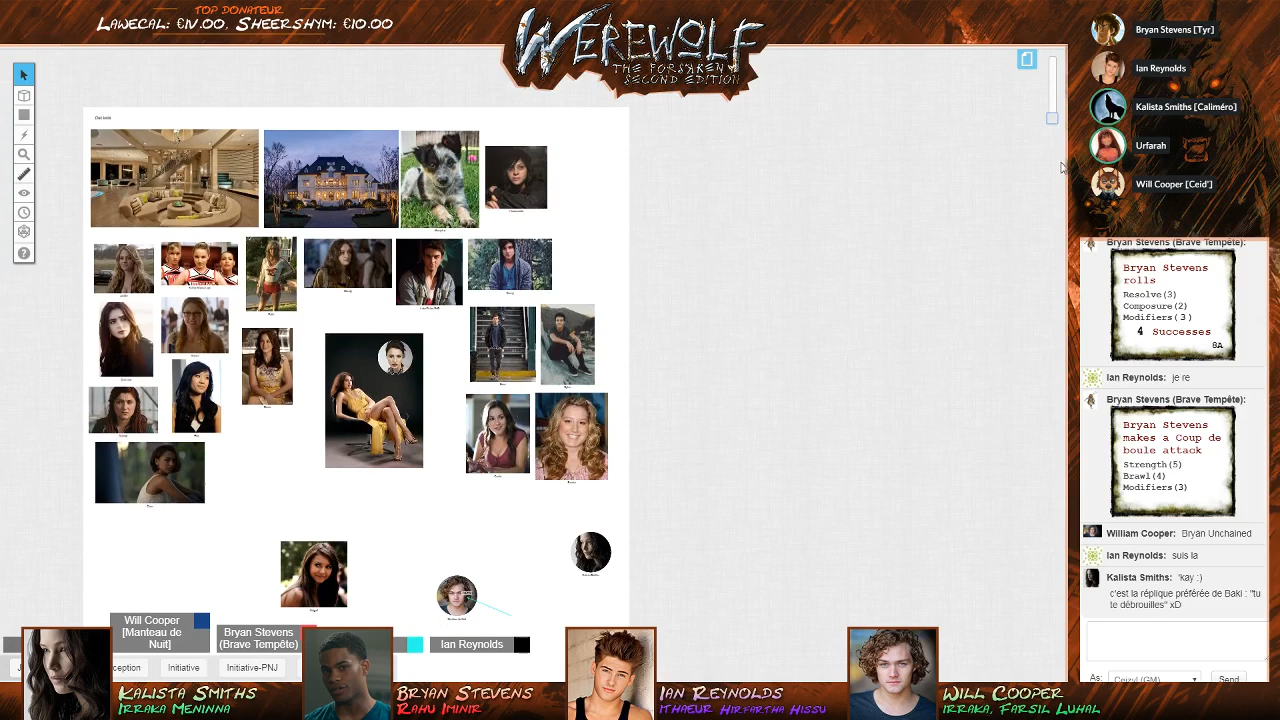 TOP DONATEUR
LAWECAL: €IV.00, SHEERSHYM: €10.00
WEREWOLF
THE FORSAKEN
SECOND EDITION
Bryan Stevens [Tyr]
Ian Reynolds
Kalista Smiths [Caliméro]
Urfarah
Will Cooper [Ceid']
Bryan Stevens (Brave Tempête):
Bryan Stevens
rolls
Resolve(3)
Composure(2)
Modifiers(3)
4 Successes
8A
Ian Reynolds: je re
Bryan Stevens (Brave Tempête):
Bryan Stevens
makes a Coup de
boule attack
Strength(5)
Brawl(4)
Modifiers(3)
William Cooper: Bryan Unchained
Ian Reynolds: suis la
Kalista Smiths: 'kay :)
c'est la réplique préférée de Baki : "tu
te débrouilles" xD
As:
(GM)
Send
Will Cooper
[Manteau de
Nuit]
Bryan Stevens
(Brave Tempête)
Ian Reynolds
ception
Initiative
Initiative-PNJ
KALISTA SMITHS
IRRAKA MENINNA
BRYAN STEVENS
RAHU IMINIR
IAN REYNOLDS
ITHAEUR HIRFARTHA HISSU
WILL COOPER
IRRAKA, FARSIL LUHAL